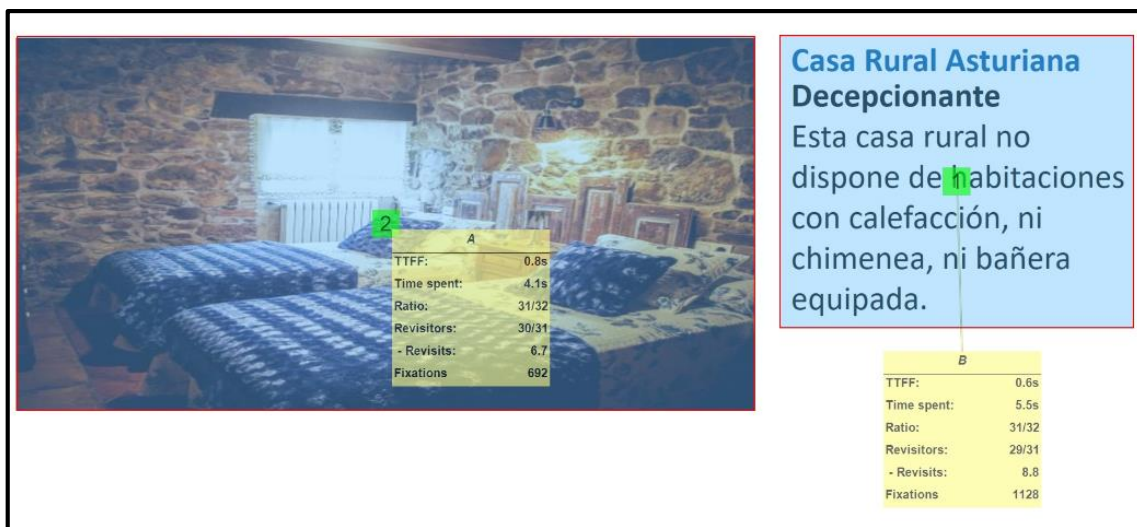 Casa Rural Asturiana
Decepcionante
Esta casa rural no
dispone de habitaciones
con calefacción, ni
chimenea, ni bañera
equipada.
1
2
A
TTFF: 0.8s
Time spent: 4.1s
Ratio: 31/32
Revisitors: 30/31
- Revisits: 6.7
Fixations 692
B
TTFF: 0.6s
Time spent: 5.5s
Ratio: 31/32
Revisitors: 29/31
- Revisits: 8.8
Fixations 1128